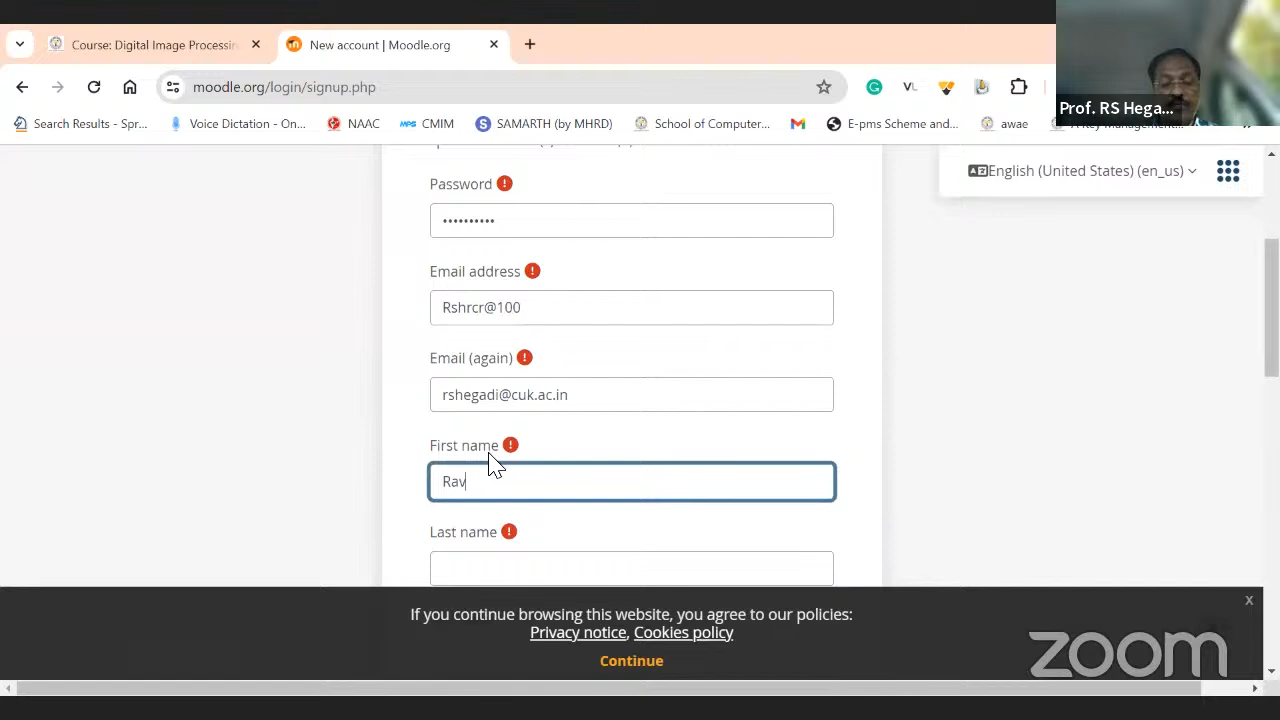 Course: Digital Image Processin
New account | Moodle.org
moodle.org/login/signup.php
VL
Prof. RS Hega...
Search Results - Spr...
Voice Dictation - On...
NAAC
CMIM
SAMARTH (by MHRD)
School of Computer...
E-pms Scheme and...
awae
English (United States) (en_us)
Password
Email address
Rshrcr@100
Email (again)
rshegadi@cuk.ac.in
First name
Rav
Last name
If you continue browsing this website, you agree to our policies:
Privacy notice, Cookies policy
Continue
x
zoom